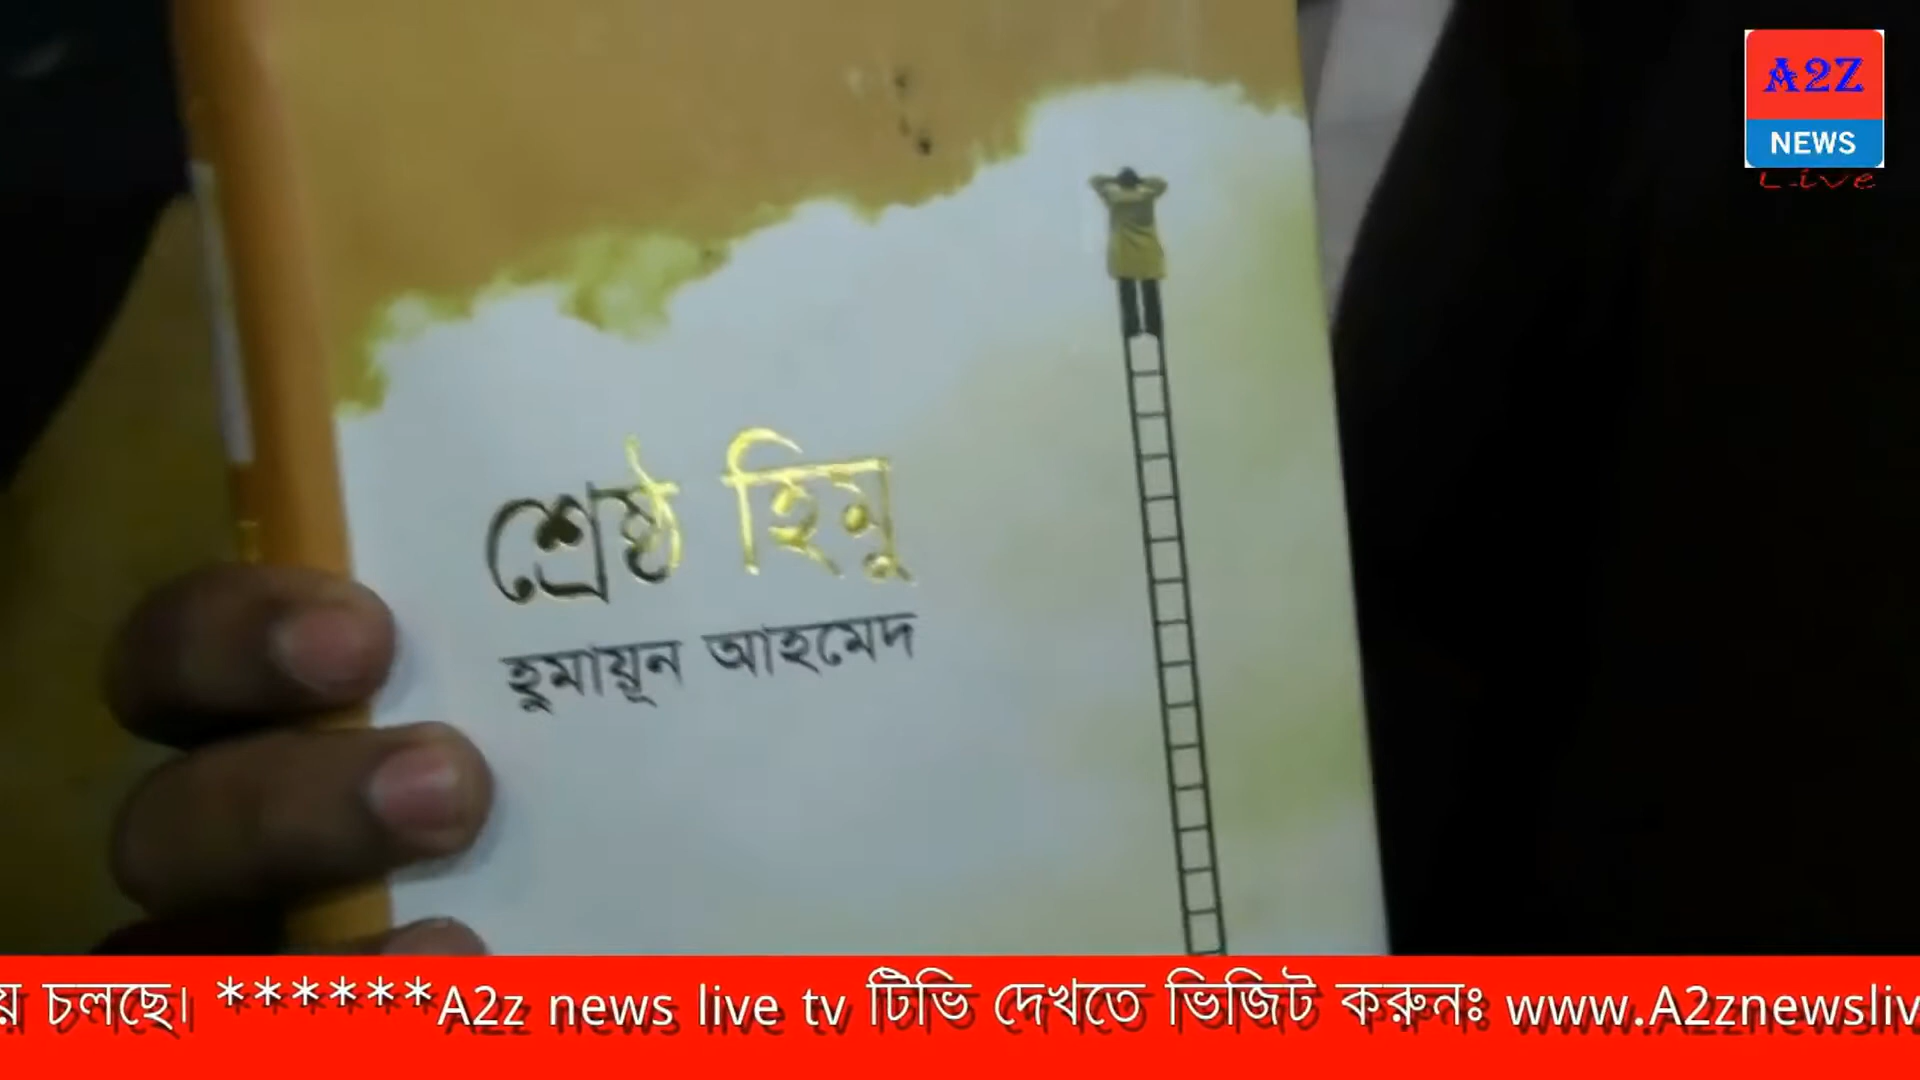 A2Z
NEWS
Live
শ্রেষ্ঠ হিমু
হুমায়ূন আহমেদ
য় চলছে। ******A2z news live tv টিভি দেখতে ভিজিট করুনঃ www.A2znewsliv